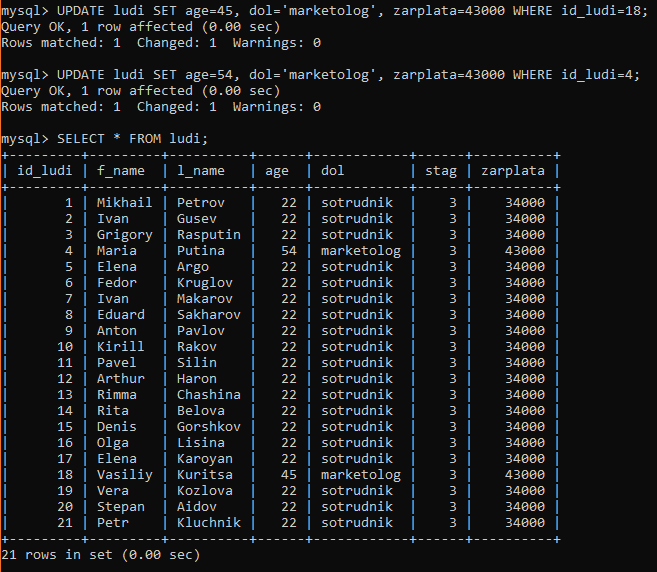 mysql> UPDATE ludi SET age=45, dol='marketolog', zarplata=43000 WHERE id_ludi=18;
Query OK, 1 row affected (0.00 sec)
Rows matched: 1  Changed: 1  Warnings: 0

mysql> UPDATE ludi SET age=54, dol='marketolog', zarplata=43000 WHERE id_ludi=4;
Query OK, 1 row affected (0.00 sec)
Rows matched: 1  Changed: 1  Warnings: 0

mysql> SELECT * FROM ludi;
+---------+---------+----------+------+------------+------+----------+
| id_ludi | f_name  | l_name   | age  | dol        | stag | zarplata |
+---------+---------+----------+------+------------+------+----------+
|       1 | Mikhail | Petrov   |   22 | sotrudnik  |    3 |    34000 |
|       2 | Ivan    | Gusev    |   22 | sotrudnik  |    3 |    34000 |
|       3 | Grigory | Rasputin |   22 | sotrudnik  |    3 |    34000 |
|       4 | Maria   | Putina   |   54 | marketolog |    3 |    43000 |
|       5 | Elena   | Argo     |   22 | sotrudnik  |    3 |    34000 |
|       6 | Fedor   | Kruglov  |   22 | sotrudnik  |    3 |    34000 |
|       7 | Ivan    | Makarov  |   22 | sotrudnik  |    3 |    34000 |
|       8 | Eduard  | Sakharov |   22 | sotrudnik  |    3 |    34000 |
|       9 | Anton   | Pavlov   |   22 | sotrudnik  |    3 |    34000 |
|      10 | Kirill  | Rakov    |   22 | sotrudnik  |    3 |    34000 |
|      11 | Pavel   | Silin    |   22 | sotrudnik  |    3 |    34000 |
|      12 | Arthur  | Haron    |   22 | sotrudnik  |    3 |    34000 |
|      13 | Rimma   | Chashina |   22 | sotrudnik  |    3 |    34000 |
|      14 | Rita    | Belova   |   22 | sotrudnik  |    3 |    34000 |
|      15 | Denis   | Gorshkov |   22 | sotrudnik  |    3 |    34000 |
|      16 | Olga    | Lisina   |   22 | sotrudnik  |    3 |    34000 |
|      17 | Elena   | Karoyan  |   22 | sotrudnik  |    3 |    34000 |
|      18 | Vasiliy | Kuritsa  |   45 | marketolog |    3 |    43000 |
|      19 | Vera    | Kozlova  |   22 | sotrudnik  |    3 |    34000 |
|      20 | Stepan  | Aidov    |   22 | sotrudnik  |    3 |    34000 |
|      21 | Petr    | Kluchnik |   22 | sotrudnik  |    3 |    34000 |
+---------+---------+----------+------+------------+------+----------+
21 rows in set (0.00 sec)